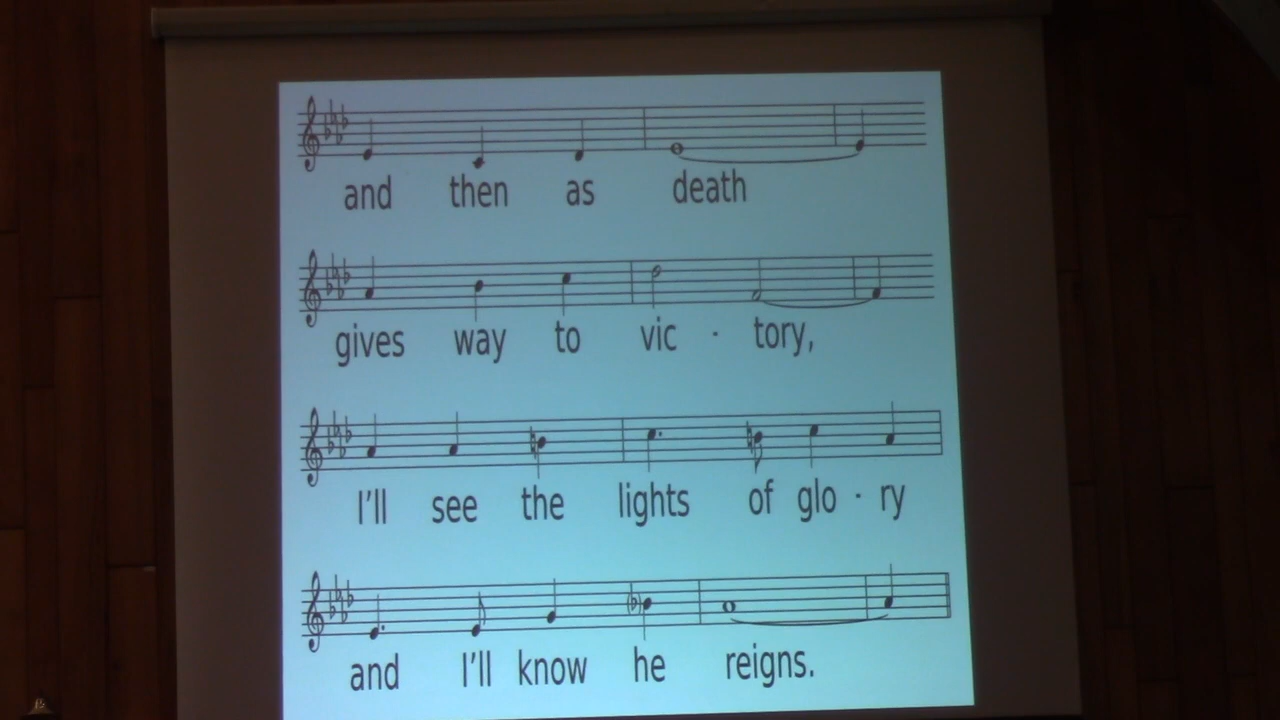 and then as death
gives way to vic · tory,
I'll see the lights of glo · ry
and I'll know he reigns.